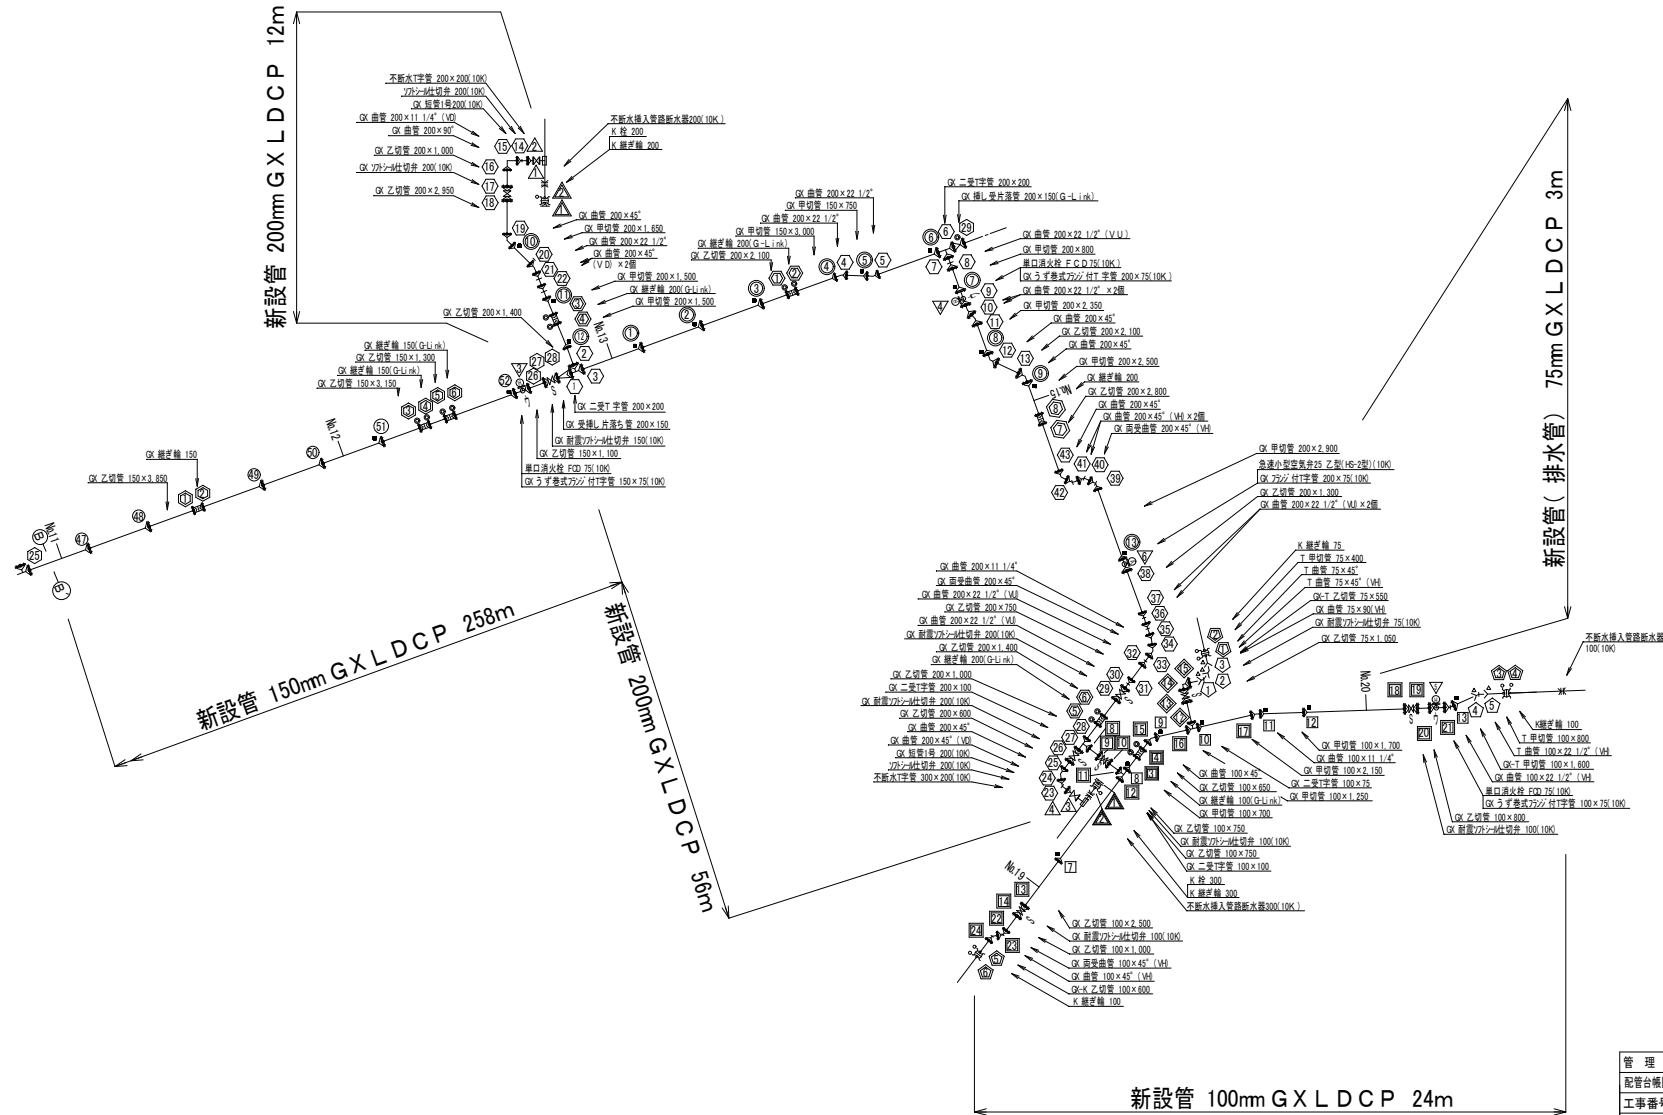 新設管 200mm GXLDCP 12m
不断水T字管 200×200(10K)
ソフトシール仕切弁 200(10K)
GX 短管1号200(10K)
GX 曲管 200×11 1/4°(VD)
GX 曲管 200×90°
GX 乙切管 200×1,000
GX ソフトシール仕切弁 200(10K)
GX 乙切管 200×2,950
不断水挿入管路断水器200(10K)
K 栓 200
K 継ぎ輪 200
GX 曲管 200×45°
GX 甲切管 200×1,650
GX 曲管 200×22 1/2°
GX 曲管 200×45°
(VD) ×2個
GX 甲切管 200×1,500
GX 継ぎ輪 200(G-Link)
GX 甲切管 200×1,500
GX 乙切管 200×1,400
GX 曲管 200×22 1/2°
GX 甲切管 150×750
GX 曲管 200×22 1/2°
GX 甲切管 150×3,000
GX 継ぎ輪 200(G-Link)
GX 乙切管 200×2,100
GX 二受T字管 200×200
GX 挿し受片落管 200×150(G-Link)
GX 曲管 200×22 1/2°(VU)
GX 甲切管 200×800
単口消火栓 FCD75(10K)
GX うず巻式フランジ付T字管 200×75(10K)
GX 曲管 200×22 1/2° ×2個
GX 甲切管 200×2,350
GX 曲管 200×45°
GX 乙切管 200×2,100
GX 曲管 200×45°
GX 甲切管 200×2,500
GX 継ぎ輪 200
GX 乙切管 200×2,800
GX 曲管 200×45°
GX 曲管 200×45°(VH)×2個
GX 両受曲管 200×45°(VH)
GX 継ぎ輪 150(G-Link)
GX 乙切管 150×1,300
GX 継ぎ輪 150(G-Link)
GX 乙切管 150×3,150
GX 二受T字管 200×200
GX 受挿し片落ち管 200×150
GX 耐震ソフトシール仕切弁 150(10K)
GX 乙切管 150×1,100
単口消火栓 FCD 75(10K)
GX うず巻式フランジ付T字管 150×75(10K)
GX 継ぎ輪 150
GX 乙切管 150×3,850
No.11
No.12
No.13
No.15
No.19
No.20
新設管 150mm GXLDCP 258m
新設管 200mm GXLDCP 56m
新設管(排水管) 75mm GXLDCP 3m
GX 甲切管 200×2,900
急速小型空気弁25 乙型(HS-2型)(10K)
GX フランジ付T字管 200×75(10K)
GX 乙切管 200×1,300
GX 曲管 200×22 1/2°(VU)×2個
K 継ぎ輪 75
T 甲切管 75×400
T 曲管 75×45°
T 曲管 75×45°(VH)
GX-T 乙切管 75×550
GX 曲管 75×90(VH)
GX 耐震ソフトシール仕切弁 75(10K)
GX 乙切管 75×1,050
GX 曲管 200×11 1/4°
GX 両受曲管 200×45°
GX 曲管 200×22 1/2°(VU)
GX 乙切管 200×750
GX 曲管 200×22 1/2°(VU)
GX 耐震ソフトシール仕切弁 200(10K)
GX 乙切管 200×1,400
GX 継ぎ輪 200(G-Link)
GX 乙切管 200×1,000
GX 二受T字管 200×100
GX 耐震ソフトシール仕切弁 200(10K)
GX 乙切管 200×600
GX 曲管 200×45°
GX 曲管 200×45°(VD)
GX 短管1号 200(10K)
ソフトシール仕切弁 200(10K)
不断水T字管 300×200(10K)
不断水挿入管路断水器
100(10K)
K継ぎ輪 100
T 甲切管 100×800
T 曲管 100×22 1/2°(VH)
GX-T 甲切管 100×1,600
GX 曲管 100×22 1/2°(VH)
単口消火栓 FCD 75(10K)
GX うず巻式フランジ付T字管 100×75(10K)
GX 乙切管 100×800
GX 耐震ソフトシール仕切弁 100(10K)
GX 甲切管 100×1,700
GX 曲管 100×11 1/4°
GX 甲切管 100×2,150
GX 二受T字管 100×75
GX 甲切管 100×1,250
GX 曲管 100×45°
GX 乙切管 100×650
GX 継ぎ輪 100(G-Link)
GX 甲切管 100×700
GX 乙切管 100×750
GX 耐震ソフトシール仕切弁 100(10K)
GX 乙切管 100×750
GX 二受T字管 100×100
K 栓 300
K 継ぎ輪 300
不断水挿入管路断水器300(10K)
GX 乙切管 100×2,500
GX 耐震ソフトシール仕切弁 100(10K)
GX 乙切管 100×1,000
GX 両受曲管 100×45°(VH)
GX 曲管 100×45°(VH)
GX-K 乙切管 100×600
K 継ぎ輪 100
新設管 100mm GXLDCP 24m
管 理
配管台帳
工事番号